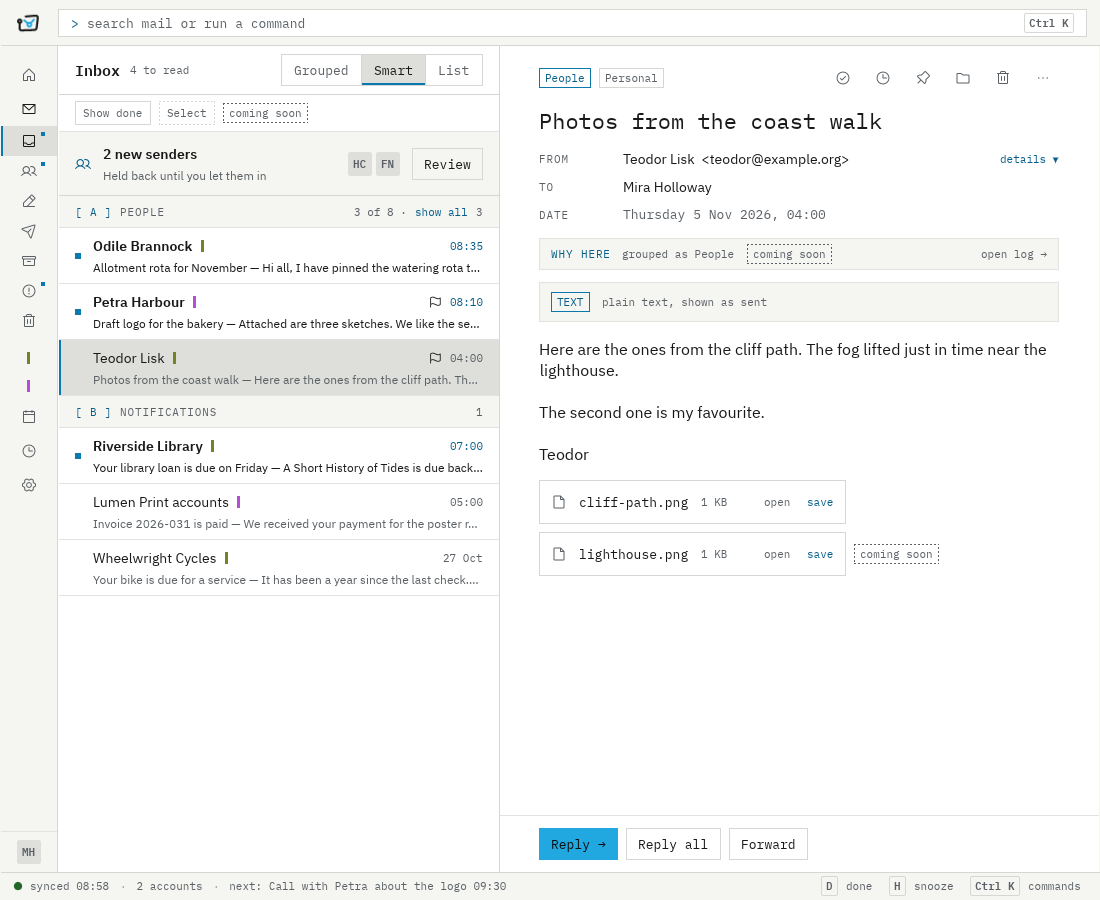 > search mail or run a command Ctrl K
Inbox 4 to read Grouped Smart List
Show done Select coming soon
2 new senders
Held back until you let them in
HC FN Review
[ A ] PEOPLE 3 of 8 · show all 3
Odile Brannock 08:35
Allotment rota for November — Hi all, I have pinned the watering rota t…
Petra Harbour 08:10
Draft logo for the bakery — Attached are three sketches. We like the se…
Teodor Lisk 04:00
Photos from the coast walk — Here are the ones from the cliff path. Th…
[ B ] NOTIFICATIONS 1
Riverside Library 07:00
Your library loan is due on Friday — A Short History of Tides is due back…
Lumen Print accounts 05:00
Invoice 2026-031 is paid — We received your payment for the poster r…
Wheelwright Cycles 27 Oct
Your bike is due for a service — It has been a year since the last check.…
People Personal
Photos from the coast walk
FROM Teodor Lisk <teodor@example.org> details ▾
TO Mira Holloway
DATE Thursday 5 Nov 2026, 04:00
WHY HERE grouped as People coming soon open log →
TEXT plain text, shown as sent
Here are the ones from the cliff path. The fog lifted just in time near the
lighthouse.
The second one is my favourite.
Teodor
cliff-path.png 1 KB open save
lighthouse.png 1 KB open save coming soon
Reply → Reply all Forward
MH
synced 08:58 · 2 accounts · next: Call with Petra about the logo 09:30 D done H snooze Ctrl K commands